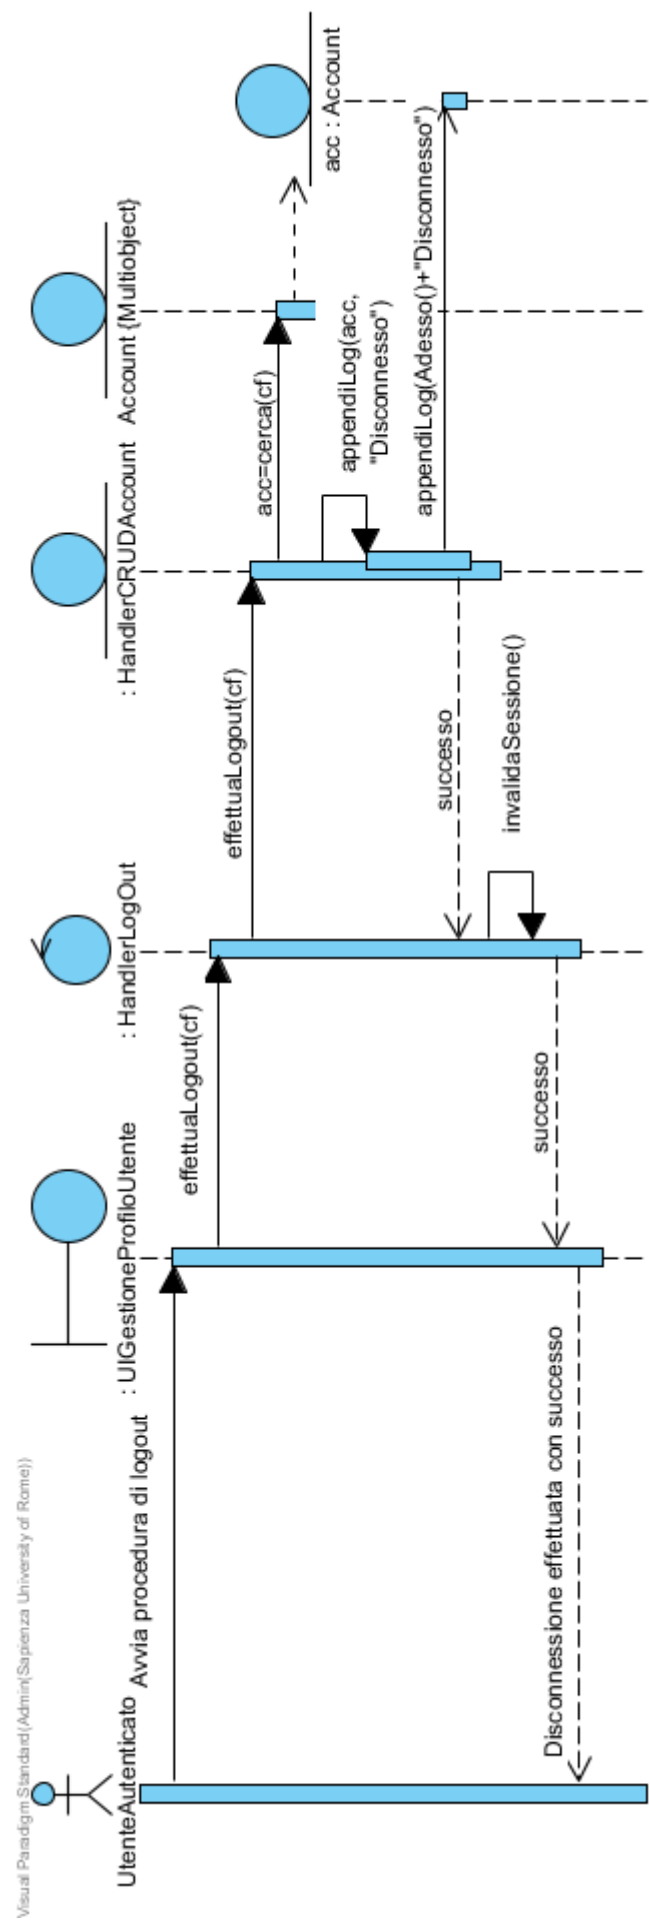 Visual Paradigm Standard(Admin(Sapienza University of Rome))
UtenteAutenticato
: UIGestioneProfiloUtente
: HandlerLogOut
: HandlerCRUDAccount
Account {Multiobject}
acc : Account
Avvia procedura di logout
effettuaLogout(cf)
effettuaLogout(cf)
acc=cerca(cf)
appendiLog(acc,
"Disconnesso")
appendiLog(Adesso()+"Disconnesso")
successo
invalidaSessione()
successo
Disconnessione effettuata con successo